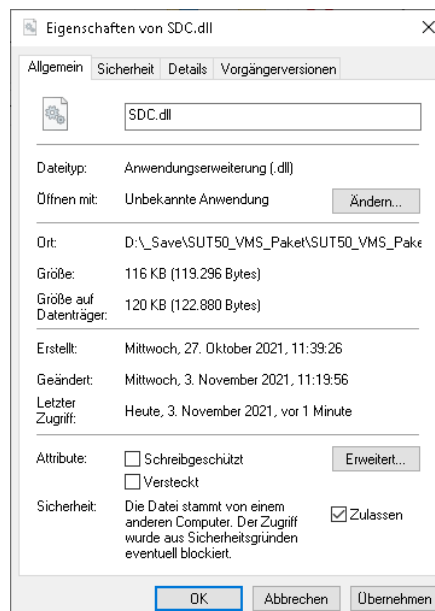 Eigenschaften von SDC.dll
Allgemein Sicherheit Details Vorgängerversionen
SDC.dll
Dateityp: Anwendungserweiterung (.dll)
Öffnen mit: Unbekannte Anwendung Ändern...
Ort: D:\_Save\SUT50_VMS_Paket\SUT50_VMS_Pake
Größe: 116 KB (119.296 Bytes)
Größe auf
Datenträger: 120 KB (122.880 Bytes)
Erstellt: Mittwoch, 27. Oktober 2021, 11:39:26
Geändert: Mittwoch, 3. November 2021, 11:19:56
Letzter
Zugriff: Heute, 3. November 2021, vor 1 Minute
Attribute: Schreibgeschützt Erweitert...
Versteckt
Sicherheit: Die Datei stammt von einem
anderen Computer. Der Zugriff Zulassen
wurde aus Sicherheitsgründen
eventuell blockiert.
OK Abbrechen Übernehmen